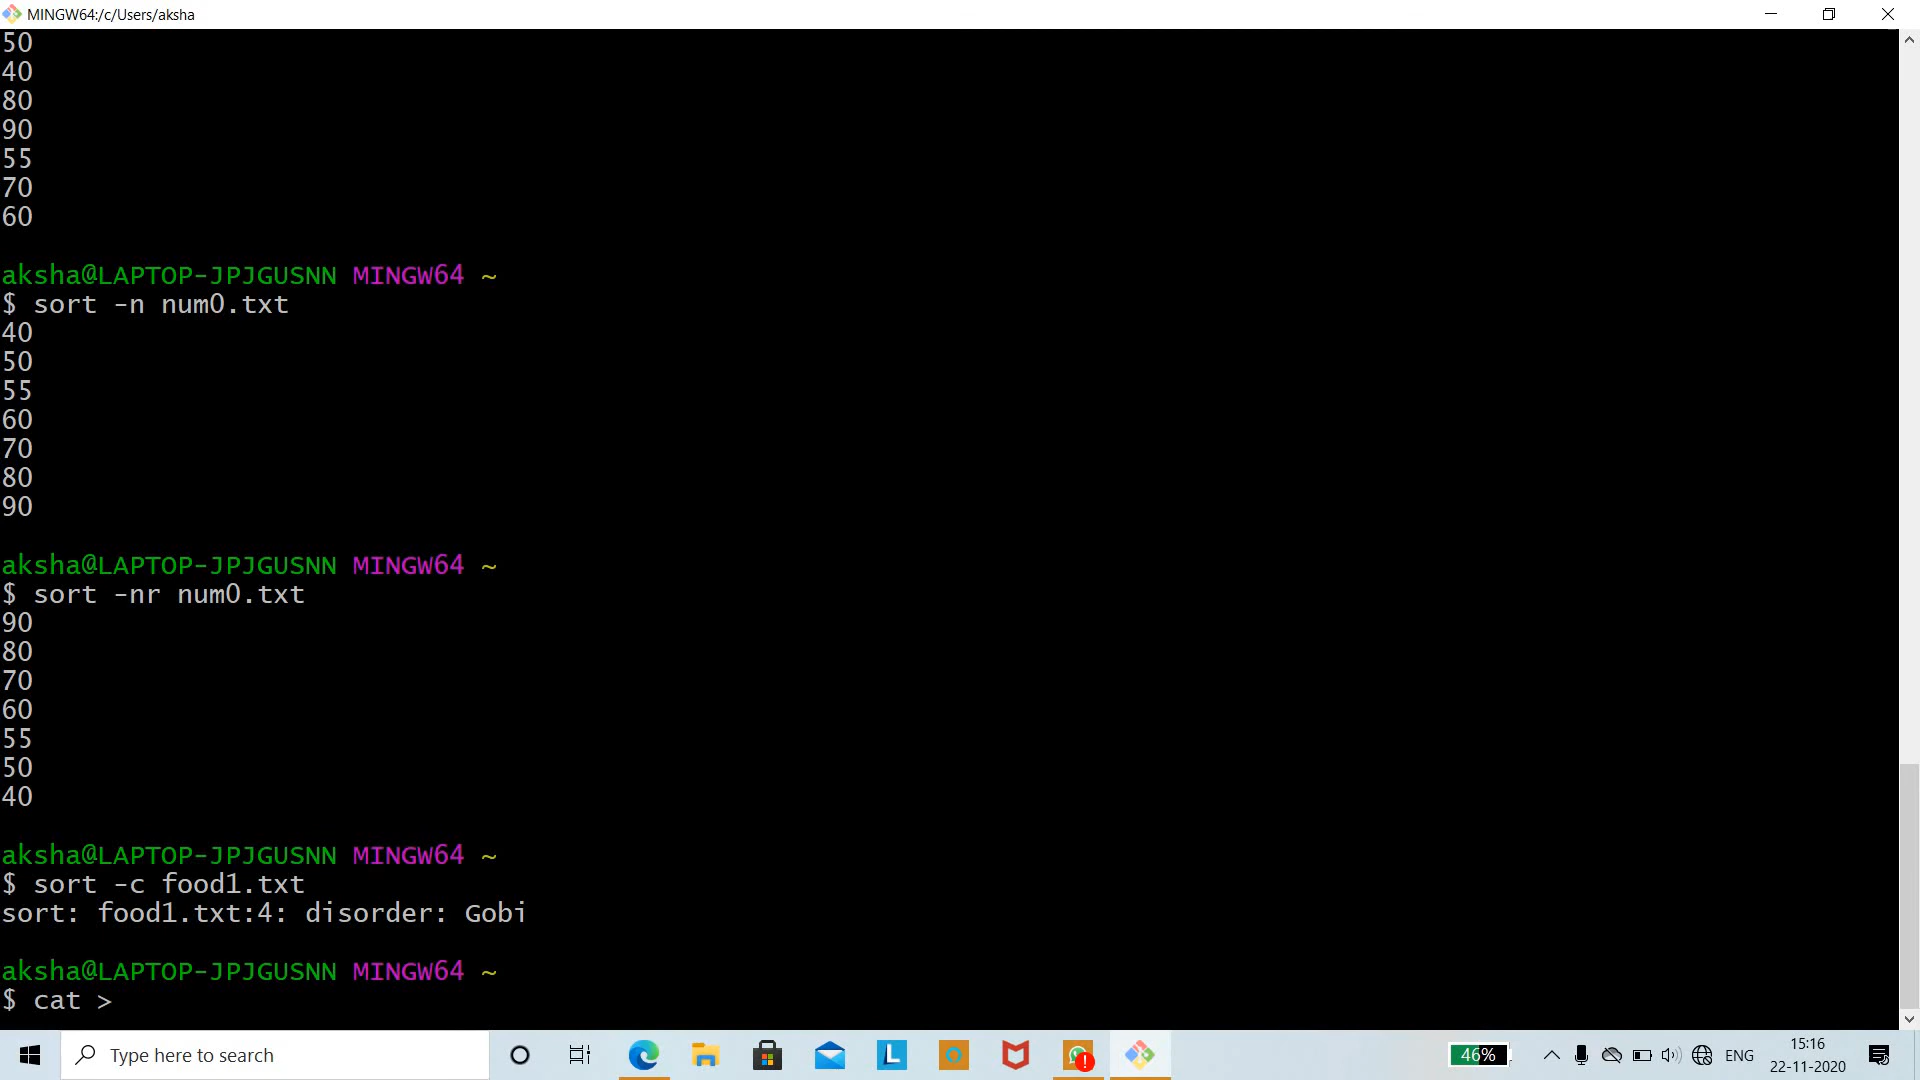 MINGW64:/c/Users/aksha
50
40
80
90
55
70
60
aksha@LAPTOP-JPJGUSNN MINGW64 ~
$ sort -n num0.txt
40
50
55
60
70
80
90
aksha@LAPTOP-JPJGUSNN MINGW64 ~
$ sort -nr num0.txt
90
80
70
60
55
50
40
aksha@LAPTOP-JPJGUSNN MINGW64 ~
$ sort -c food1.txt
sort: food1.txt:4: disorder: Gobi
aksha@LAPTOP-JPJGUSNN MINGW64 ~
$ cat >
Type here to search
L
46%
ENG
15:16
22-11-2020